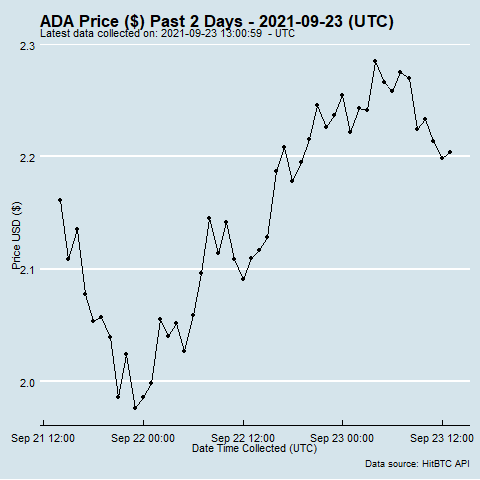 ADA Price ($) Past 2 Days - 2021-09-23 (UTC)
Latest data collected on: 2021-09-23 13:00:59 - UTC
2.3
2.2
2.1
2.0
Price USD ($)
Sep 21 12:00 Sep 22 00:00 Sep 22 12:00 Sep 23 00:00 Sep 23 12:00
Date Time Collected (UTC)
Data source: HitBTC API